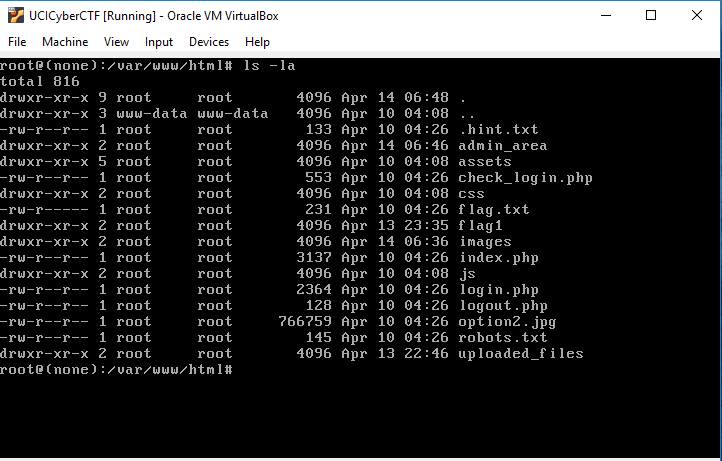 UCICyberCTF [Running] - Oracle VM VirtualBox
File Machine View Input Devices Help
root@(none):/var/www/html# ls -la
total 816
drwxr-xr-x 9 root     root       4096 Apr 14 06:48 .
drwxr-xr-x 3 www-data www-data   4096 Apr 10 04:08 ..
-rw-r--r-- 1 root     root        133 Apr 10 04:26 .hint.txt
drwxr-xr-x 2 root     root       4096 Apr 14 06:46 admin_area
drwxr-xr-x 5 root     root       4096 Apr 10 04:08 assets
-rw-r--r-- 1 root     root        553 Apr 10 04:26 check_login.php
drwxr-xr-x 2 root     root       4096 Apr 10 04:08 css
-rw-r----- 1 root     root        231 Apr 10 04:26 flag.txt
drwxr-xr-x 2 root     root       4096 Apr 13 23:35 flag1
drwxr-xr-x 2 root     root       4096 Apr 14 06:36 images
-rw-r--r-- 1 root     root       3137 Apr 10 04:26 index.php
drwxr-xr-x 2 root     root       4096 Apr 10 04:08 js
-rw-r--r-- 1 root     root       2364 Apr 10 04:26 login.php
-rw-r--r-- 1 root     root        128 Apr 10 04:26 logout.php
-rw-r--r-- 1 root     root     766759 Apr 10 04:26 option2.jpg
-rw-r--r-- 1 root     root        145 Apr 10 04:26 robots.txt
drwxr-xr-x 2 root     root       4096 Apr 13 22:46 uploaded_files
root@(none):/var/www/html#